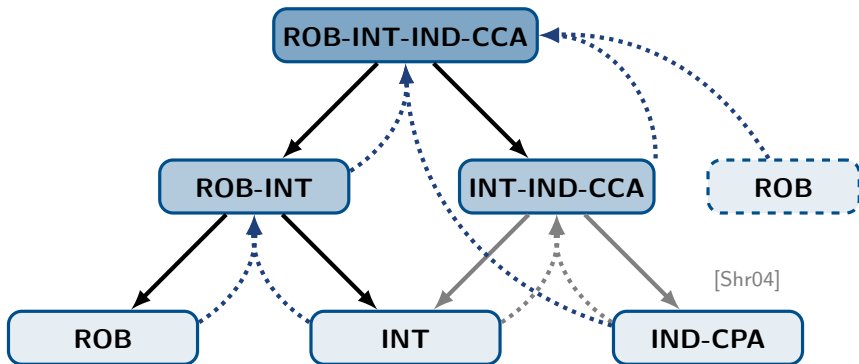 ROB-INT-IND-CCA
ROB-INT
INT-IND-CCA
ROB
[Shr04]
ROB
INT
IND-CPA